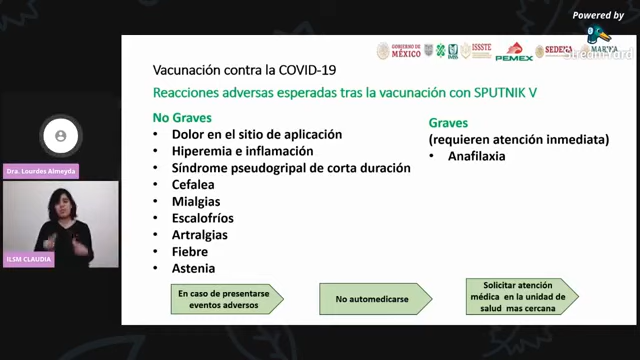 Powered by
StreamYard
GOBIERNO DE
MÉXICO
IMSS
ISSSTE
PEMEX
SEDENA
MARINA
Vacunación contra la COVID-19
Reacciones adversas esperadas tras la vacunación con SPUTNIK V
No Graves
• Dolor en el sitio de aplicación
• Hiperemia e inflamación
• Síndrome pseudogripal de corta duración
• Cefalea
• Mialgias
• Escalofríos
• Artralgias
• Fiebre
• Astenia
Graves
(requieren atención inmediata)
• Anafilaxia
En caso de presentarse
eventos adversos
No automedicarse
Solicitar atención
médica en la unidad de
salud mas cercana
Dra. Lourdes Almeyda
ILSM CLAUDIA